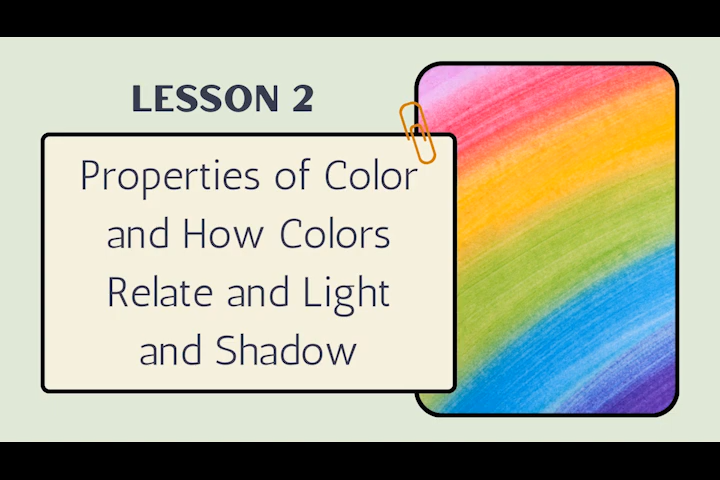 LESSON 2
Properties of Color
and How Colors
Relate and Light
and Shadow